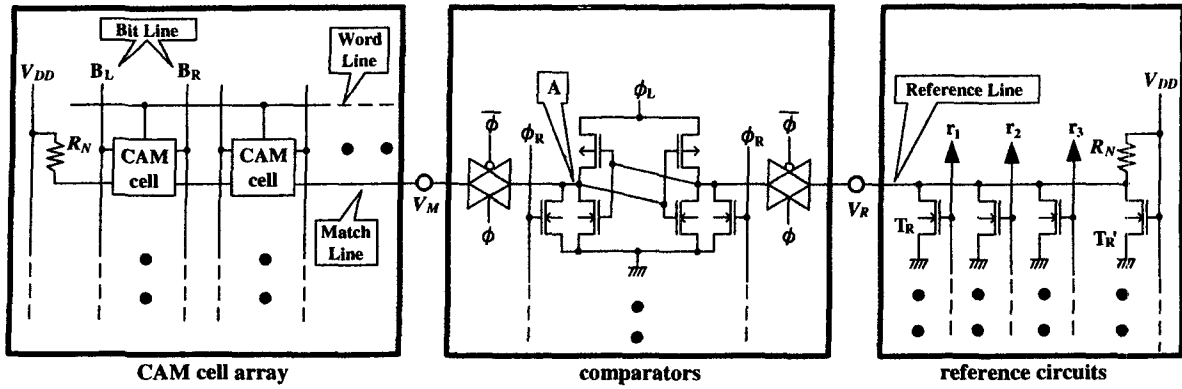 Bit Line
Word
Line
V_DD
B_L
B_R
R_N
CAM
cell
CAM
cell
Match
Line
V_M
CAM cell array
A
ϕ_L
ϕ̅
ϕ_R
ϕ_R
ϕ̅
ϕ
ϕ
comparators
V_R
Reference Line
V_DD
r_1
r_2
r_3
R_N
T_R
T_R'
reference circuits